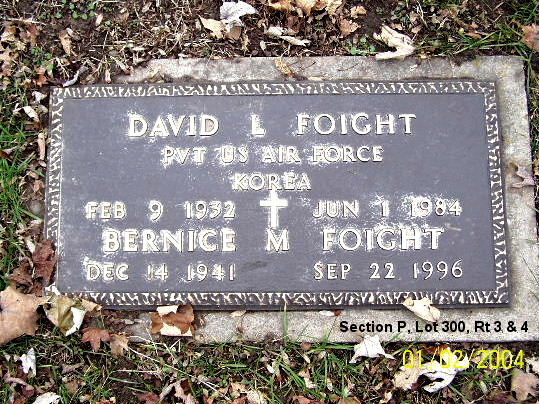 DAVID L FOIGHT
PVT US AIR FORCE
KOREA
FEB 9 1932 JUN 1 1984
BERNICE M FOIGHT
DEC 14 1941 SEP 22 1996
Section P, Lot 300, Rt 3 & 4
01/02/2004